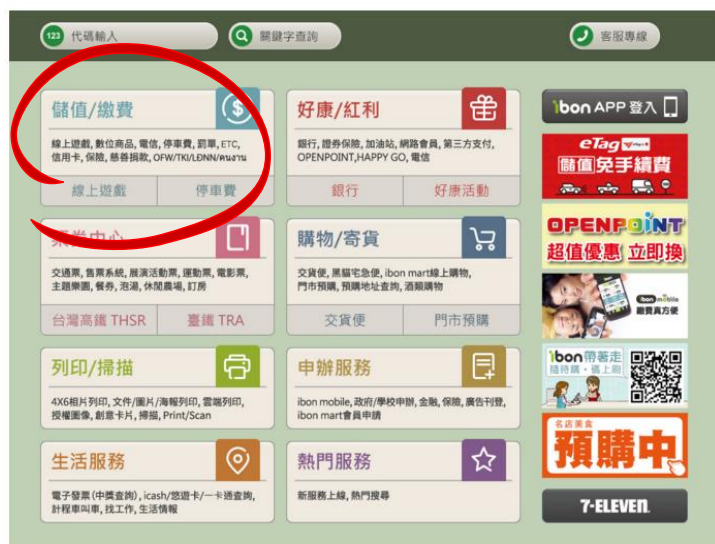 123 代碼輸入
關鍵字查詢
客服專線
儲值/繳費
線上遊戲, 數位商品, 電信, 停車費, 罰單, ETC,
信用卡, 保險, 慈善捐款, OFW/TKI/LĐNN/คนงาน
線上遊戲
停車費
好康/紅利
銀行, 證券保險, 加油站, 網路會員, 第三方支付,
OPENPOINT, HAPPY GO, 電信
銀行
好康活動
票券中心
交通票, 售票系統, 展演活動票, 運動票, 電影票,
主題樂園, 餐券, 泡湯, 休閒農場, 訂房
台灣高鐵 THSR
臺鐵 TRA
購物/寄貨
交貨便, 黑貓宅急便, ibon mart線上購物,
門市預購, 預購地址查詢, 酒類購物
交貨便
門市預購
列印/掃描
4X6相片列印, 文件/圖片/海報列印, 雲端列印,
授權圖像, 創意卡片, 掃描, Print/Scan
申辦服務
ibon mobile, 政府/學校申辦, 金融, 保險, 廣告刊登,
ibon mart會員申請
生活服務
電子發票(中獎查詢), icash/悠遊卡/一卡通查詢,
計程車叫車, 找工作, 生活情報
熱門服務
新服務上線, 熱門搜尋
ibon APP 登入
eTag
儲值免手續費
OPENPOINT
超值優惠 立即換
ibon mobile
繳費真方便
ibon帶著走
隨時購・碼上刷
名店美食
預購中
7-ELEVEN.